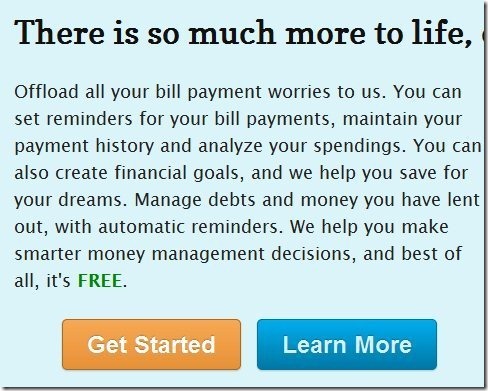 There is so much more to life,
Offload all your bill payment worries to us. You can
set reminders for your bill payments, maintain your
payment history and analyze your spendings. You can
also create financial goals, and we help you save for
your dreams. Manage debts and money you have lent
out, with automatic reminders. We help you make
smarter money management decisions, and best of
all, it's FREE.
Get Started
Learn More